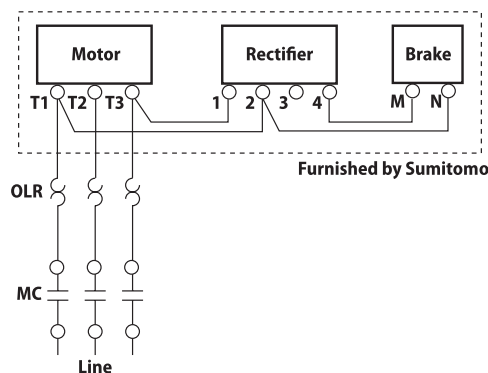 Motor Rectifier Brake
T1 T2 T3 1 2 3 4 M N
Furnished by Sumitomo
OLR
MC
Line